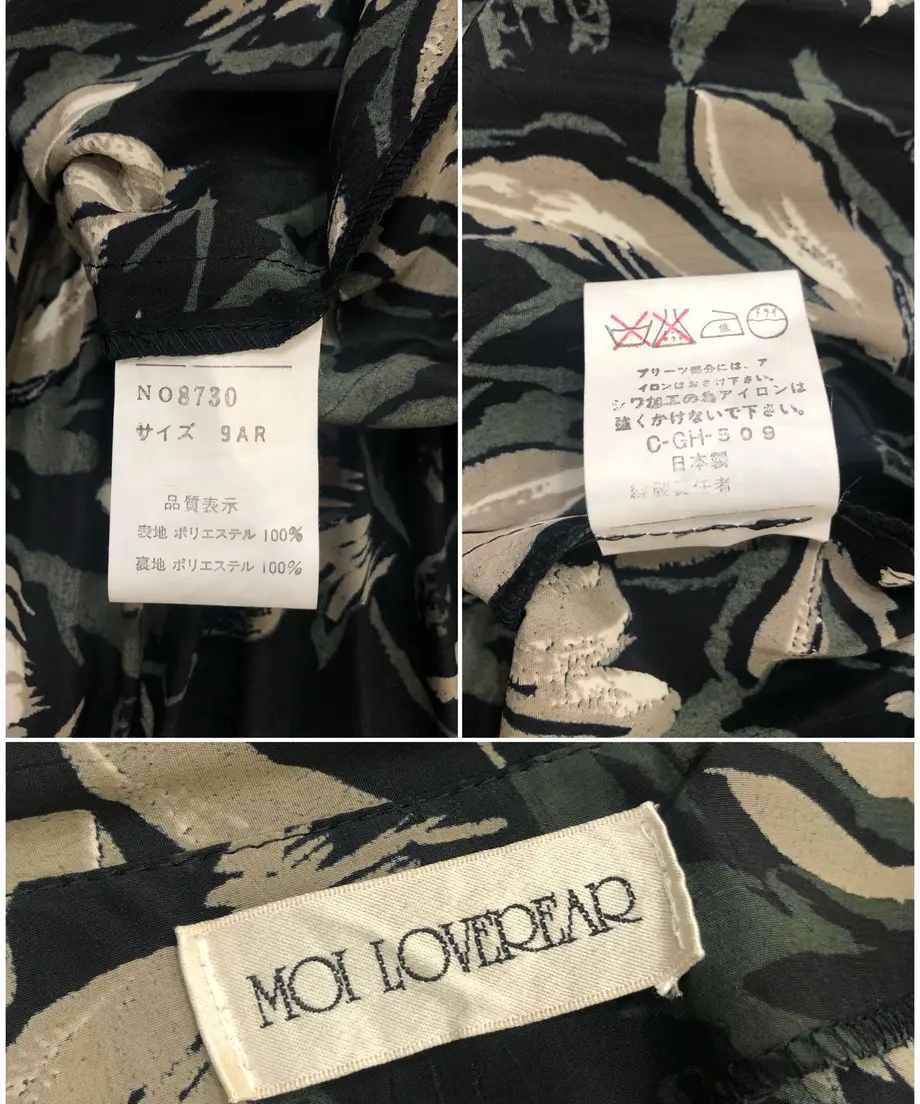 NO8730
サイズ 9AR
品質表示
表地 ポリエステル 100%
裏地 ポリエステル 100%
低
ドライ
プリーツ部分には、ア
イロンはおさけ下さい。
シワ加工の為アイロンは
強くかけないで下さい。
C-GH-509
日本製
MOI LOVEREAR